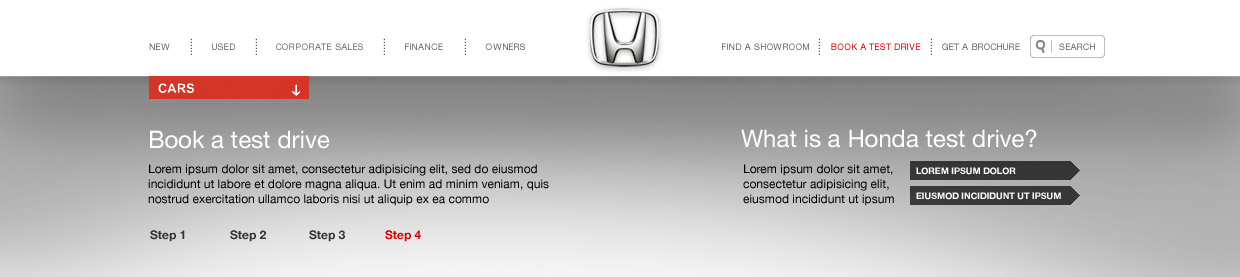 NEW
USED
CORPORATE SALES
FINANCE
OWNERS
FIND A SHOWROOM
BOOK A TEST DRIVE
GET A BROCHURE
SEARCH
CARS
Book a test drive
Lorem ipsum dolor sit amet, consectetur adipisicing elit, sed do eiusmod
incididunt ut labore et dolore magna aliqua. Ut enim ad minim veniam, quis
nostrud exercitation ullamco laboris nisi ut aliquip ex ea commo
Step 1
Step 2
Step 3
Step 4
What is a Honda test drive?
Lorem ipsum dolor sit amet,
consectetur adipisicing elit,
eiusmod incididunt ut ipsum
LOREM IPSUM DOLOR
EIUSMOD INCIDIDUNT UT IPSUM